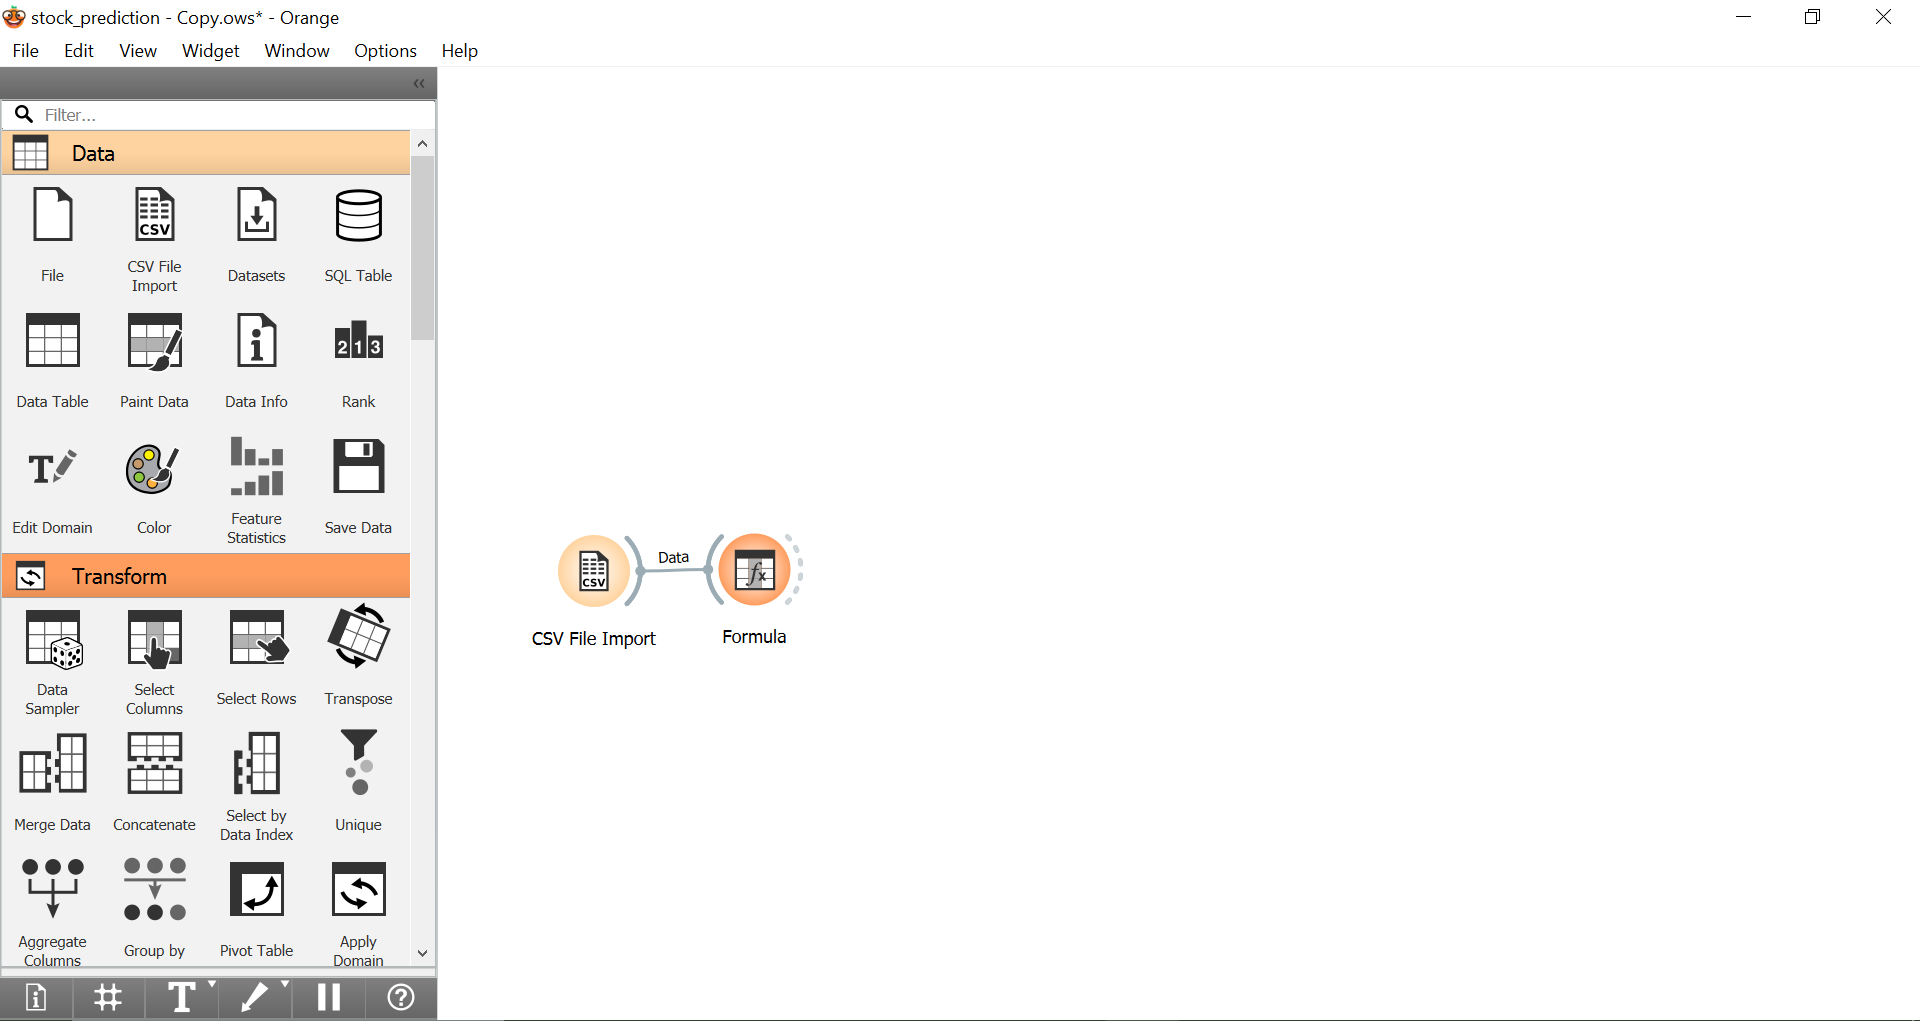 stock_prediction - Copy.ows* - Orange
File Edit View Widget Window Options Help
«
Filter...
Data
CSV
File
CSV File
Import
Datasets
SQL Table
2 1 3
Data Table
Paint Data
Data Info
Rank
T
Edit Domain
Color
Feature
Statistics
Save Data
Transform
Data
Sampler
Select
Columns
Select Rows
Transpose
Merge Data
Concatenate
Select by
Data Index
Unique
Aggregate
Columns
Group by
Pivot Table
Apply
Domain
T
?
CSV
Data
fx
CSV File Import
Formula